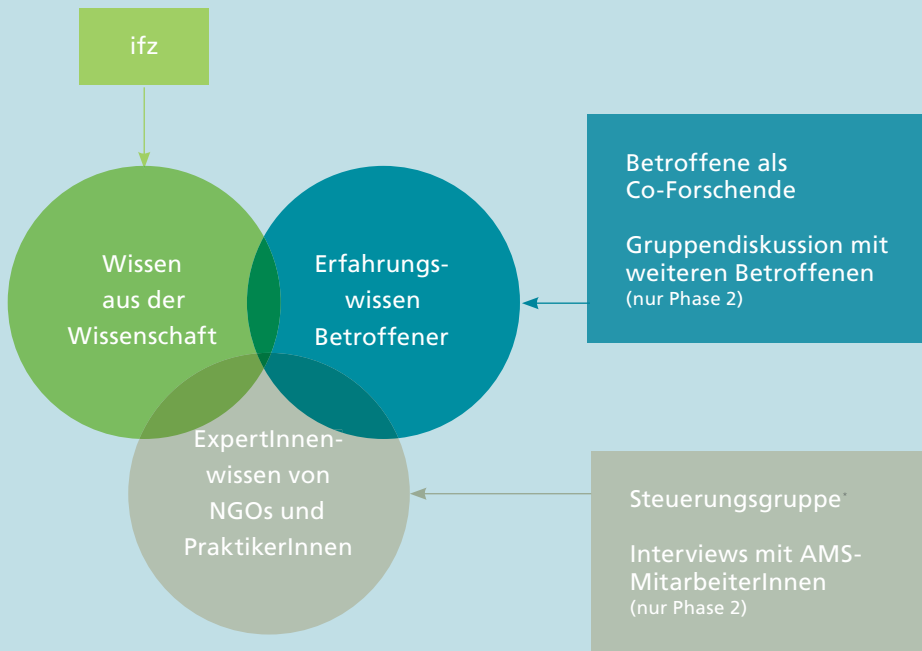 ifz
Wissen
aus der
Wissenschaft
Erfahrungs-
wissen
Betroffener
ExpertInnen-
wissen von
NGOs und
PraktikerInnen
Betroffene als
Co-Forschende
Gruppendiskussion mit
weiteren Betroffenen
(nur Phase 2)
Steuerungsgruppe*
Interviews mit AMS-
MitarbeiterInnen
(nur Phase 2)